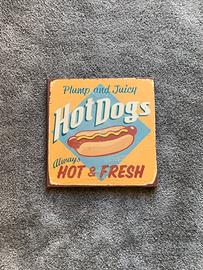 Plump and Juicy
Hot Dogs
Always
HOT & FRESH